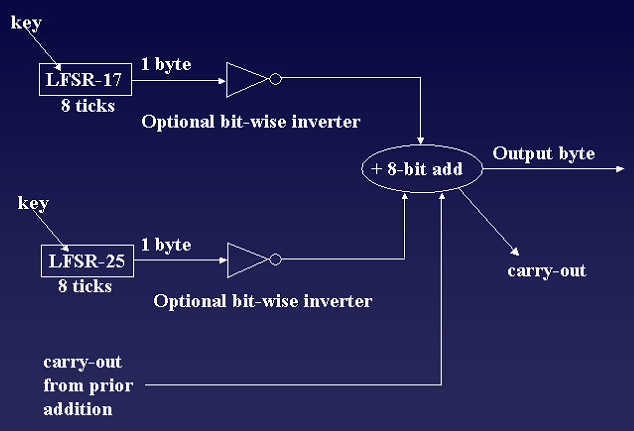 key
LFSR-17
8 ticks
1 byte
Optional bit-wise inverter
+ 8-bit add
Output byte
carry-out
key
LFSR-25
8 ticks
1 byte
Optional bit-wise inverter
carry-out
from prior
addition